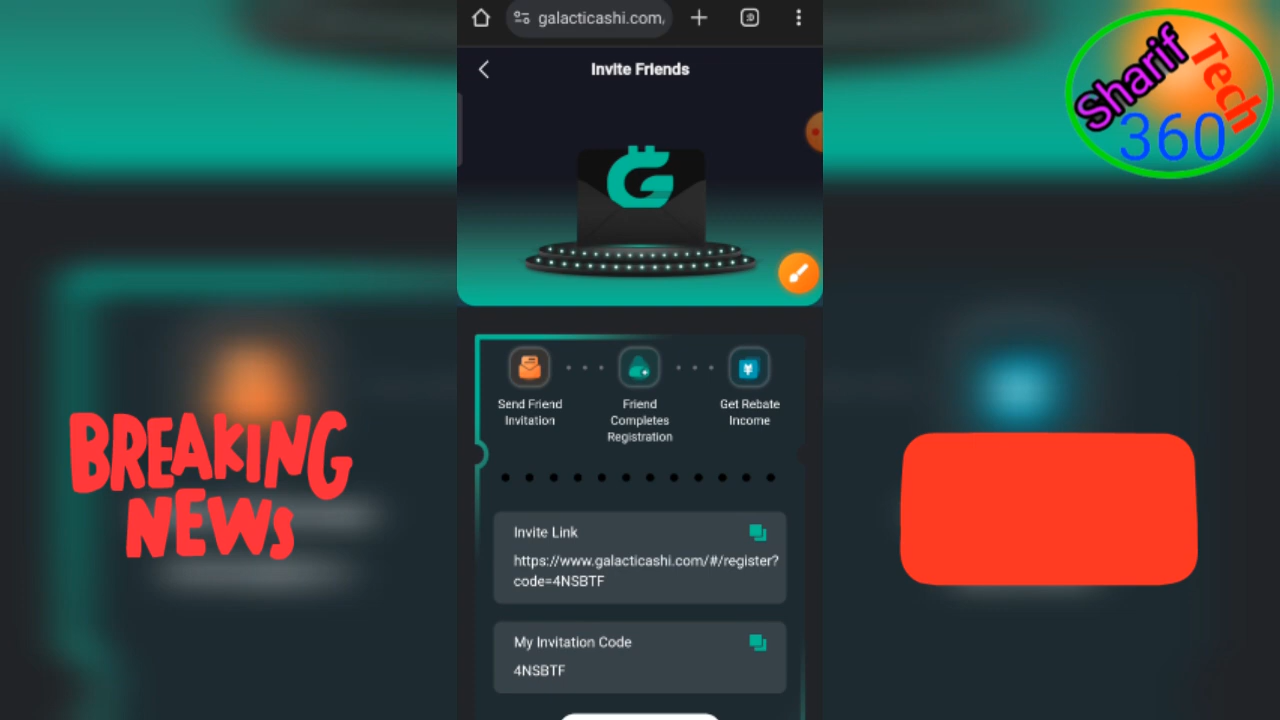 galacticashi.com,
Invite Friends
Sharif
Tech
360
Send Friend
Invitation
Friend
Completes
Registration
Get Rebate
Income
BREAKING
NEWS
Invite Link
https://www.galacticashi.com/#/register?
code=4NSBTF
My Invitation Code
4NSBTF